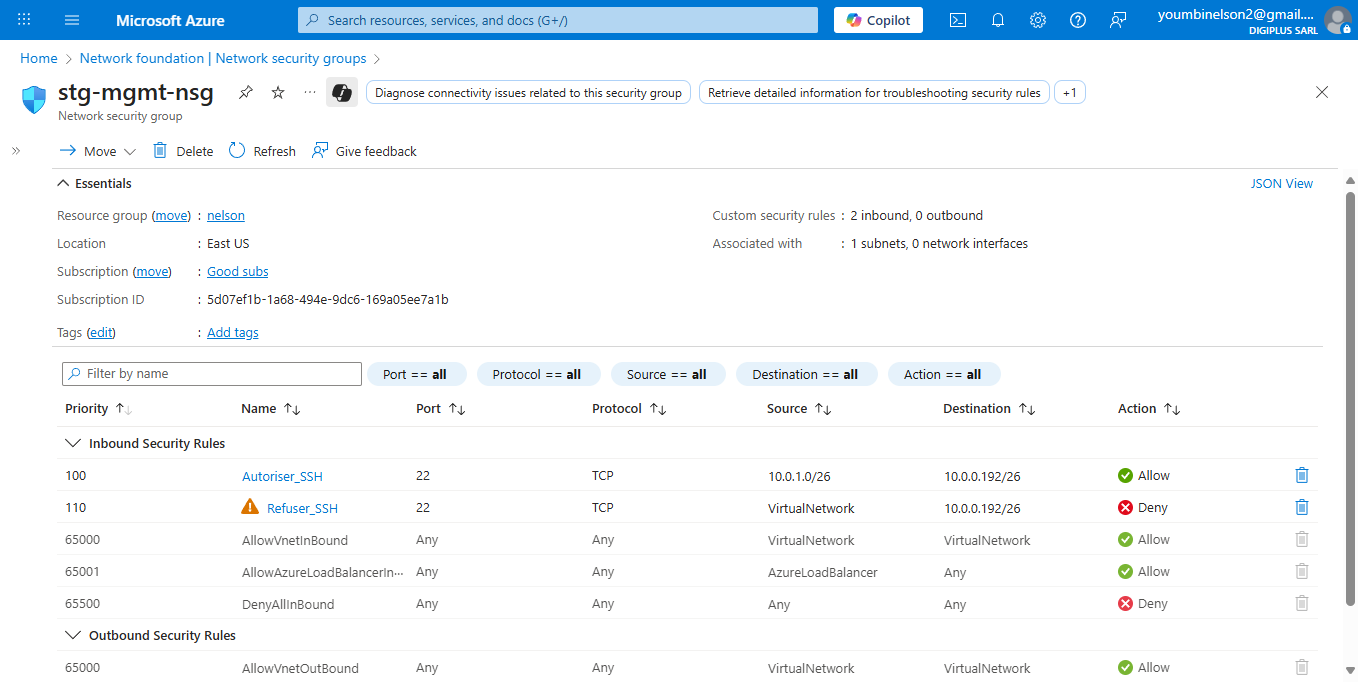 Microsoft Azure
Search resources, services, and docs (G+/)
Copilot
youmbinelson2@gmail....
DIGIPLUS SARL
Home > Network foundation | Network security groups >
stg-mgmt-nsg
Network security group
Diagnose connectivity issues related to this security group
Retrieve detailed information for troubleshooting security rules
+1
Move Delete Refresh Give feedback
Essentials
JSON View
Resource group (move) : nelson
Location : East US
Subscription (move) : Good subs
Subscription ID : 5d07ef1b-1a68-494e-9dc6-169a05ee7a1b
Tags (edit) : Add tags
Custom security rules : 2 inbound, 0 outbound
Associated with : 1 subnets, 0 network interfaces
Filter by name
Port == all
Protocol == all
Source == all
Destination == all
Action == all
Priority Name Port Protocol Source Destination Action
Inbound Security Rules
100 Autoriser_SSH 22 TCP 10.0.1.0/26 10.0.0.192/26 Allow
110 Refuser_SSH 22 TCP VirtualNetwork 10.0.0.192/26 Deny
65000 AllowVnetInBound Any Any VirtualNetwork VirtualNetwork Allow
65001 AllowAzureLoadBalancerIn··· Any Any AzureLoadBalancer Any Allow
65500 DenyAllInBound Any Any Any Any Deny
Outbound Security Rules
65000 AllowVnetOutBound Any Any VirtualNetwork VirtualNetwork Allow